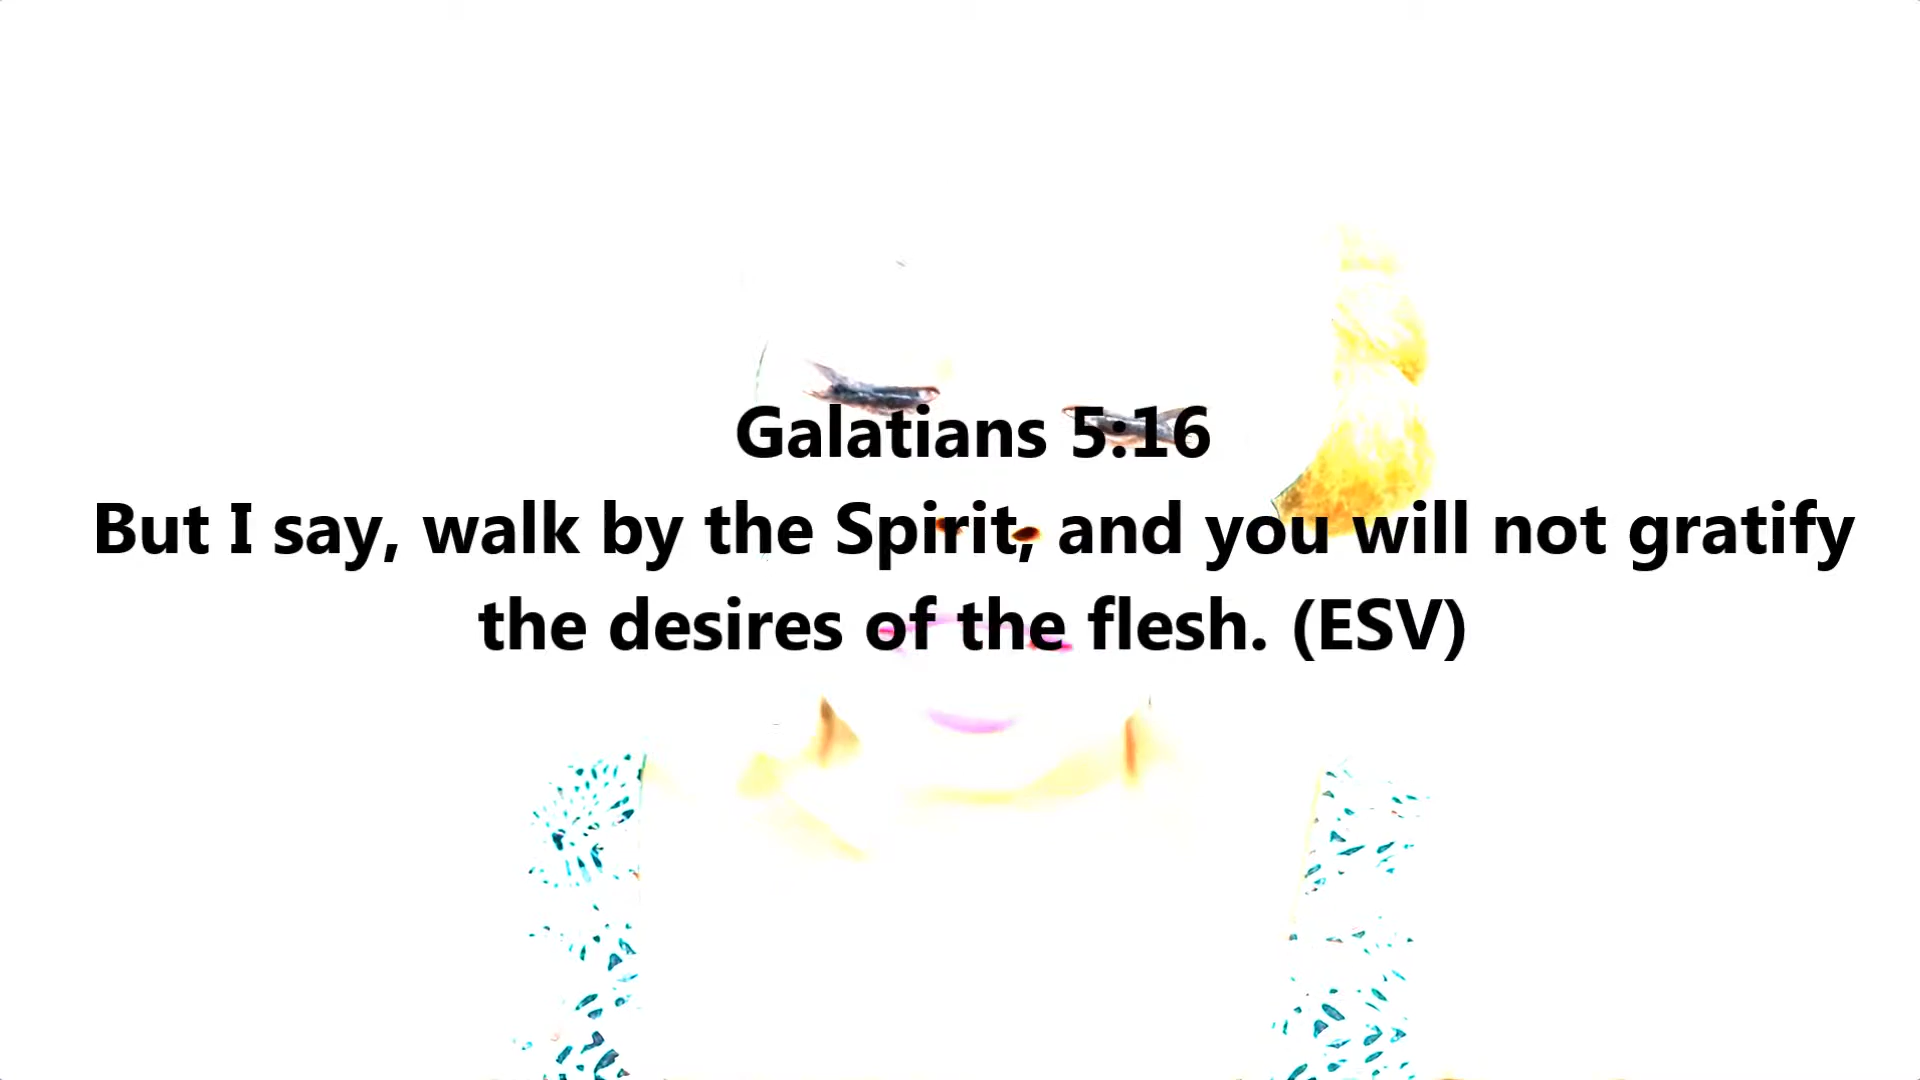 Galatians 5:16
But I say, walk by the Spirit, and you will not gratify
the desires of the flesh. (ESV)